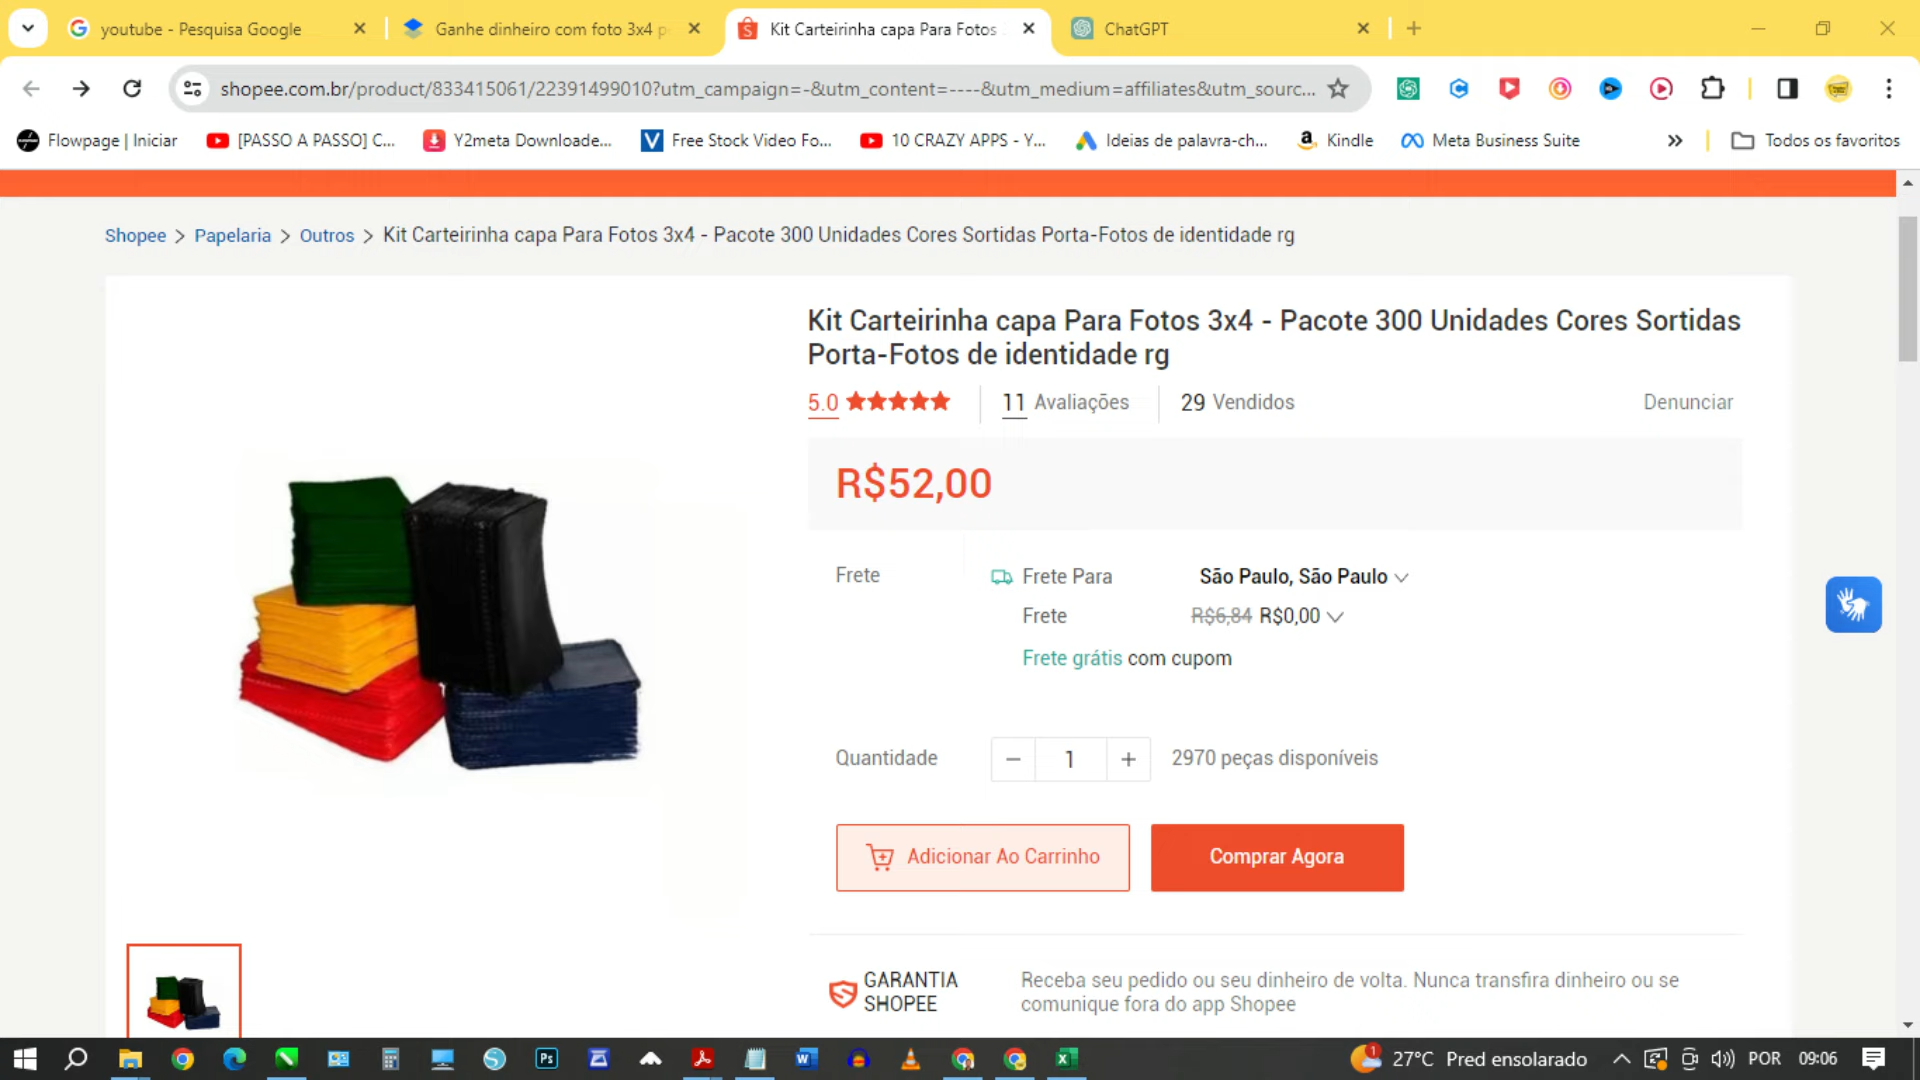 youtube - Pesquisa Google
Ganhe dinheiro com foto 3x4 p
Kit Carteirinha capa Para Fotos
ChatGPT
shopee.com.br/product/833415061/22391499010?utm_campaign=-&utm_content=----&utm_medium=affiliates&utm_sourc...
Flowpage | Iniciar
[PASSO A PASSO] C...
Y2meta Downloade...
Free Stock Video Fo...
10 CRAZY APPS - Y...
Ideias de palavra-ch...
Kindle
Meta Business Suite
Todos os favoritos
Shopee > Papelaria > Outros > Kit Carteirinha capa Para Fotos 3x4 - Pacote 300 Unidades Cores Sortidas Porta-Fotos de identidade rg
Kit Carteirinha capa Para Fotos 3x4 - Pacote 300 Unidades Cores Sortidas
Porta-Fotos de identidade rg
5.0
11 Avaliações
29 Vendidos
Denunciar
R$52,00
Frete
Frete Para
São Paulo, São Paulo
Frete
R$6,84 R$0,00
Frete grátis com cupom
Quantidade
1
2970 peças disponíveis
Adicionar Ao Carrinho
Comprar Agora
GARANTIA
SHOPEE
Receba seu pedido ou seu dinheiro de volta. Nunca transfira dinheiro ou se
comunique fora do app Shopee
27°C Pred ensolarado
POR
09:06